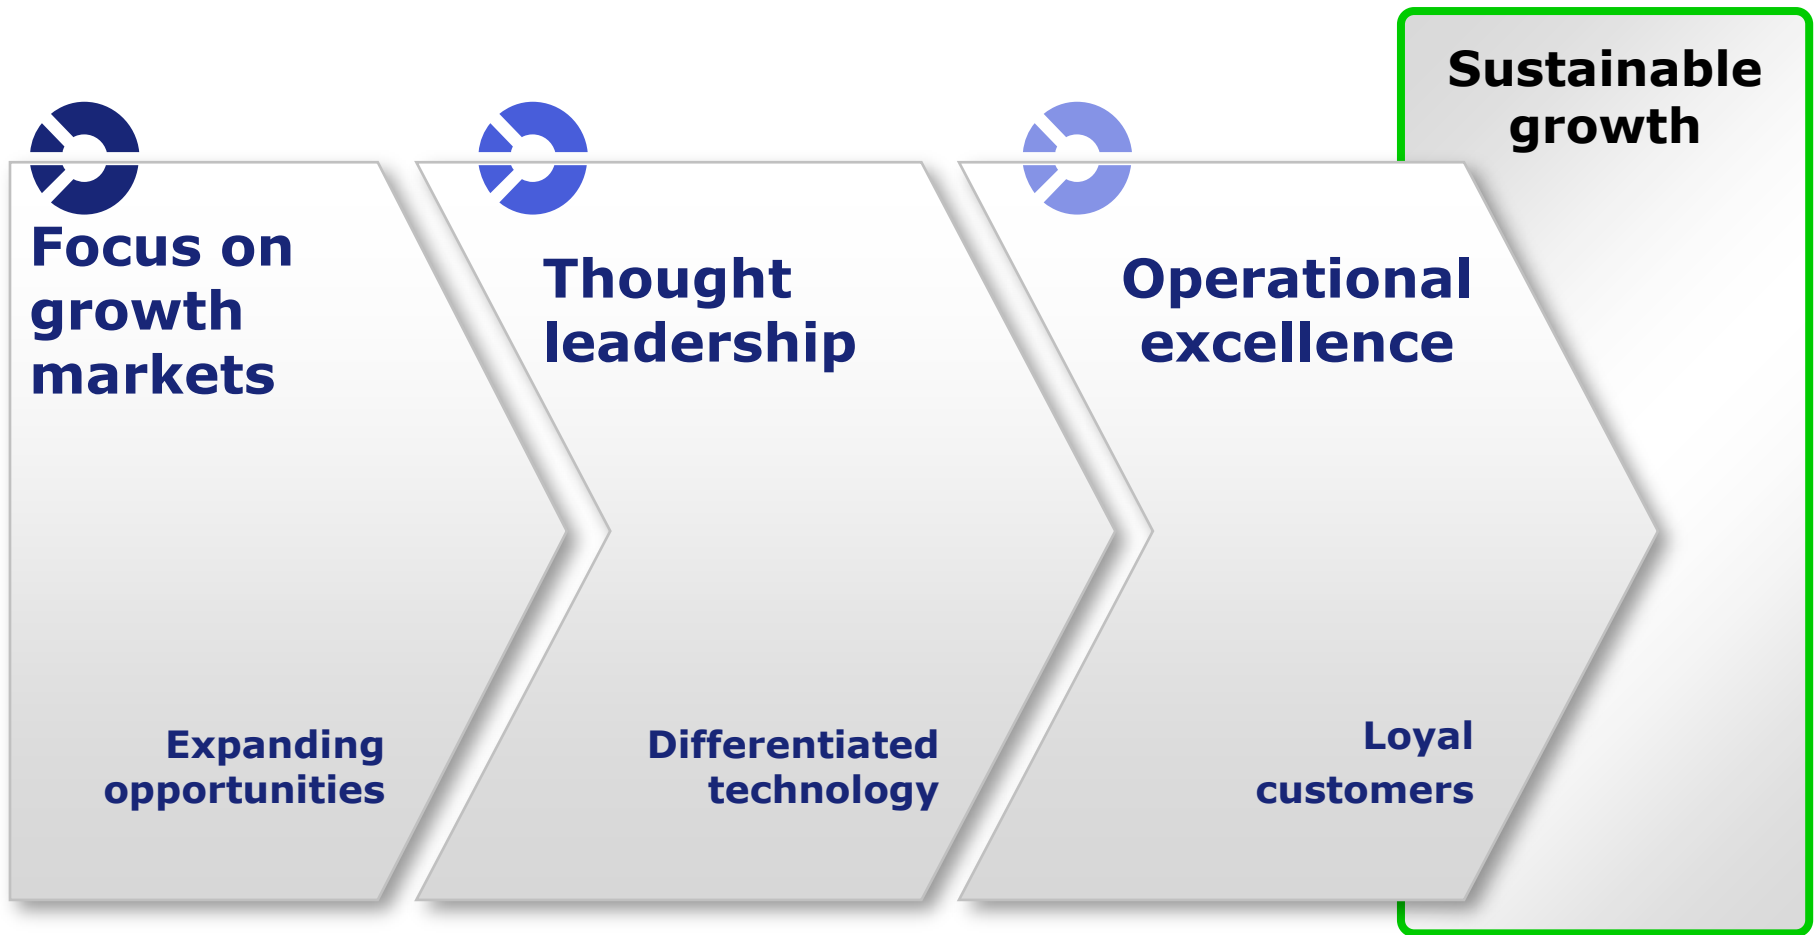 Sustainable
growth
Focus on
growth
markets
Thought
leadership
Operational
excellence
Expanding
opportunities
Differentiated
technology
Loyal
customers